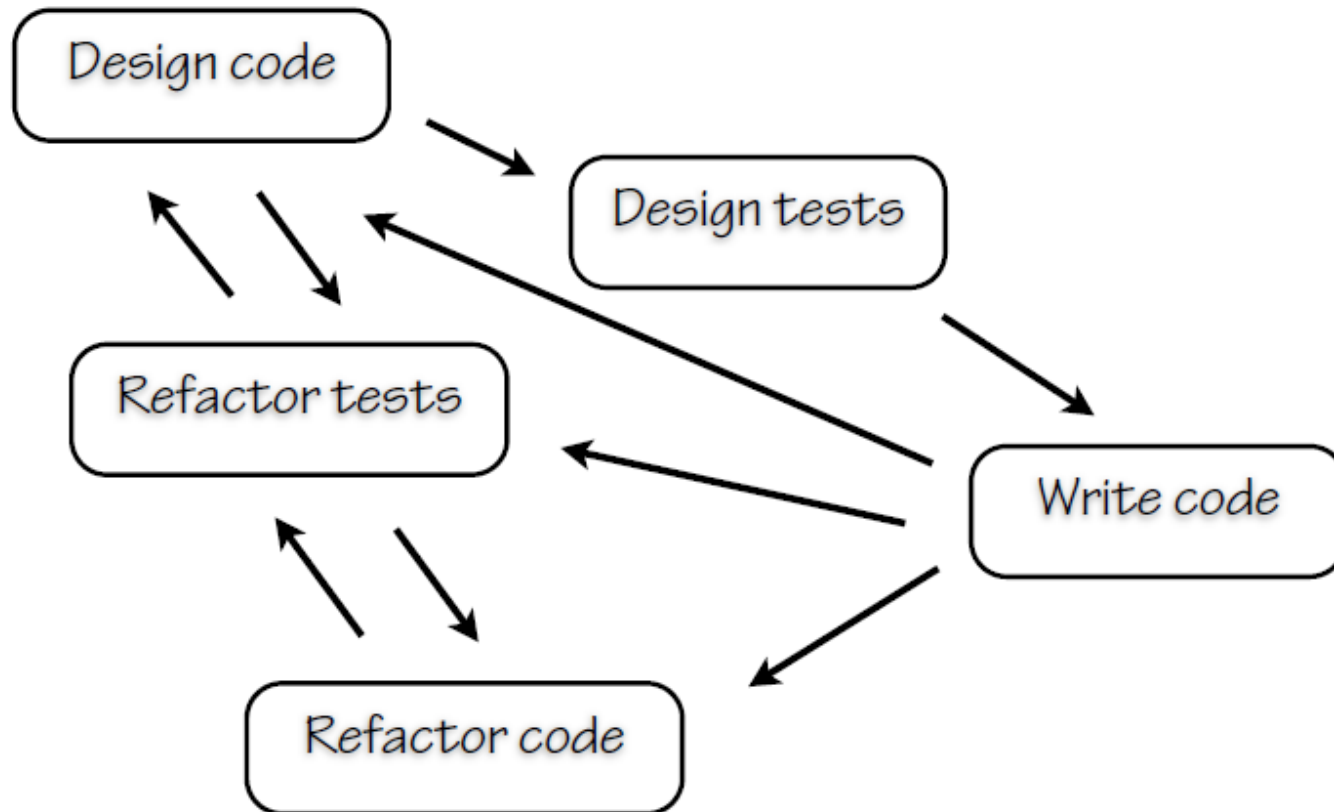 Design code
Design tests
Refactor tests
Write code
Refactor code